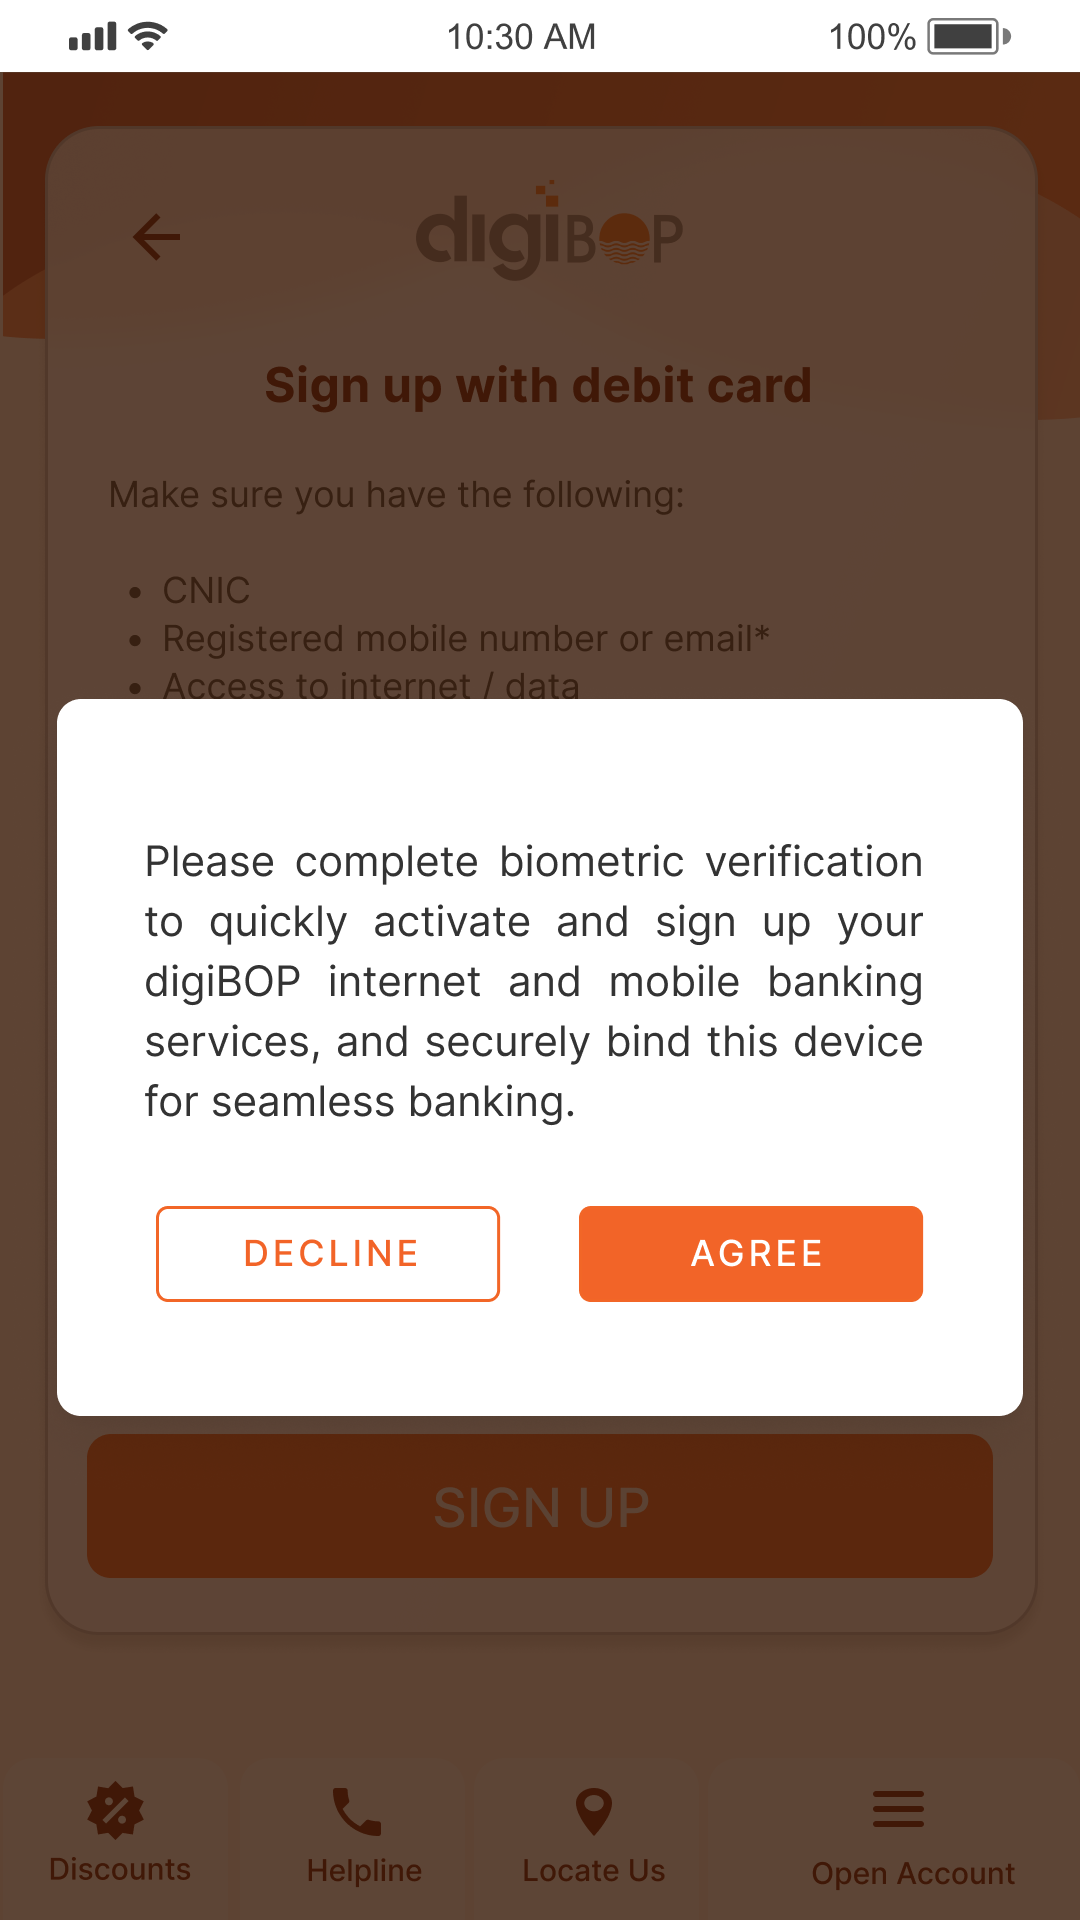 10:30 AM
100%
digiBOP
Sign up with debit card
Make sure you have the following:
• CNIC
• Registered mobile number or email*
• Access to internet / data
Please complete biometric verification
to quickly activate and sign up your
digiBOP internet and mobile banking
services, and securely bind this device
for seamless banking.
DECLINE
AGREE
SIGN UP
Discounts
Helpline
Locate Us
Open Account